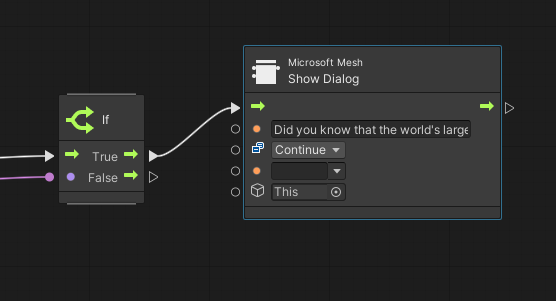 If
True
False
Microsoft Mesh
Show Dialog
Did you know that the world's large
Continue
This